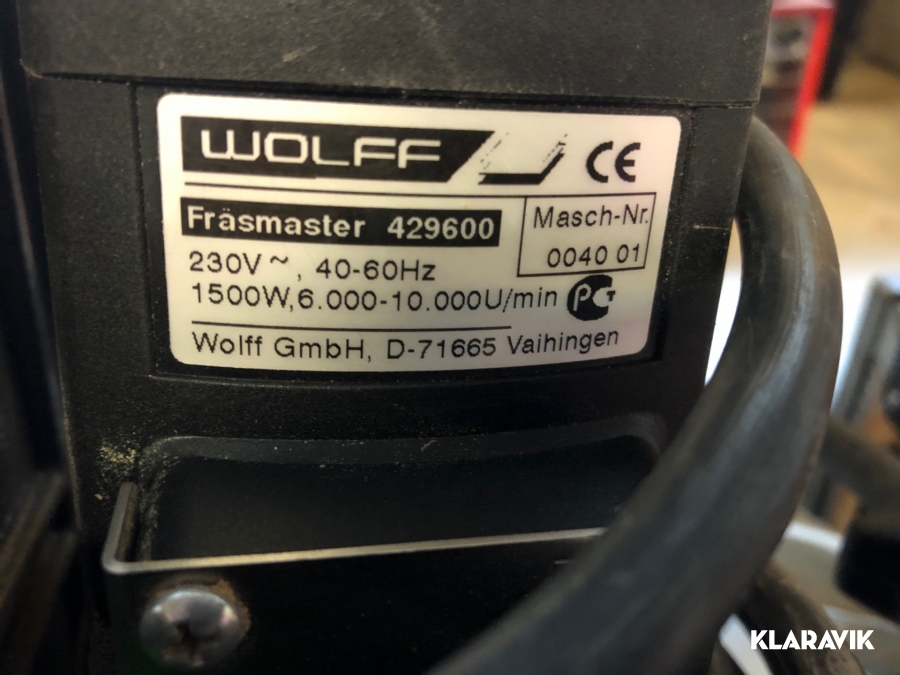 WOLFF CE
Fräsmaster 429600
Masch-Nr.
0040 01
230V~, 40-60Hz
1500W,6.000-10.000U/min PCT
Wolff GmbH, D-71665 Vaihingen
KLARAVIK